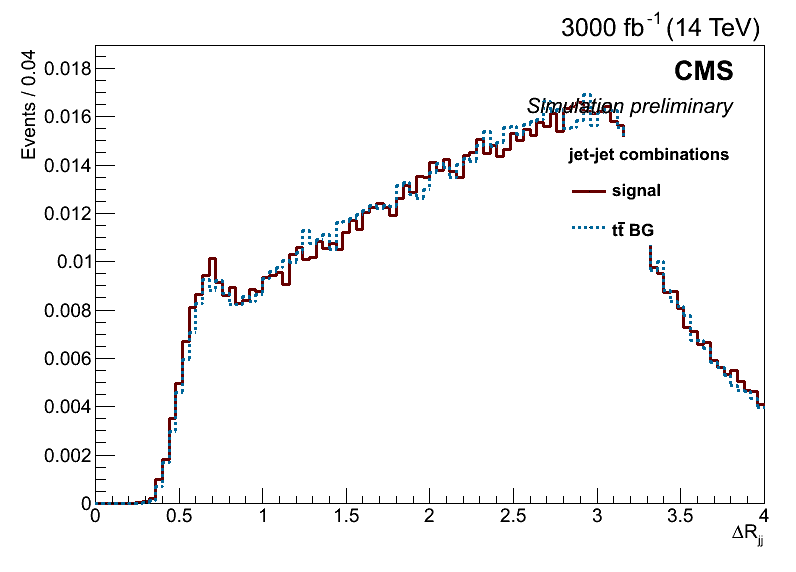 3000 fb⁻¹ (14 TeV)
Events / 0.04
CMS
Simulation preliminary
jet-jet combinations
signal
tt̄ BG
0.018
0.016
0.014
0.012
0.01
0.008
0.006
0.004
0.002
0
0 0.5 1 1.5 2 2.5 3 3.5 4
ΔRjj